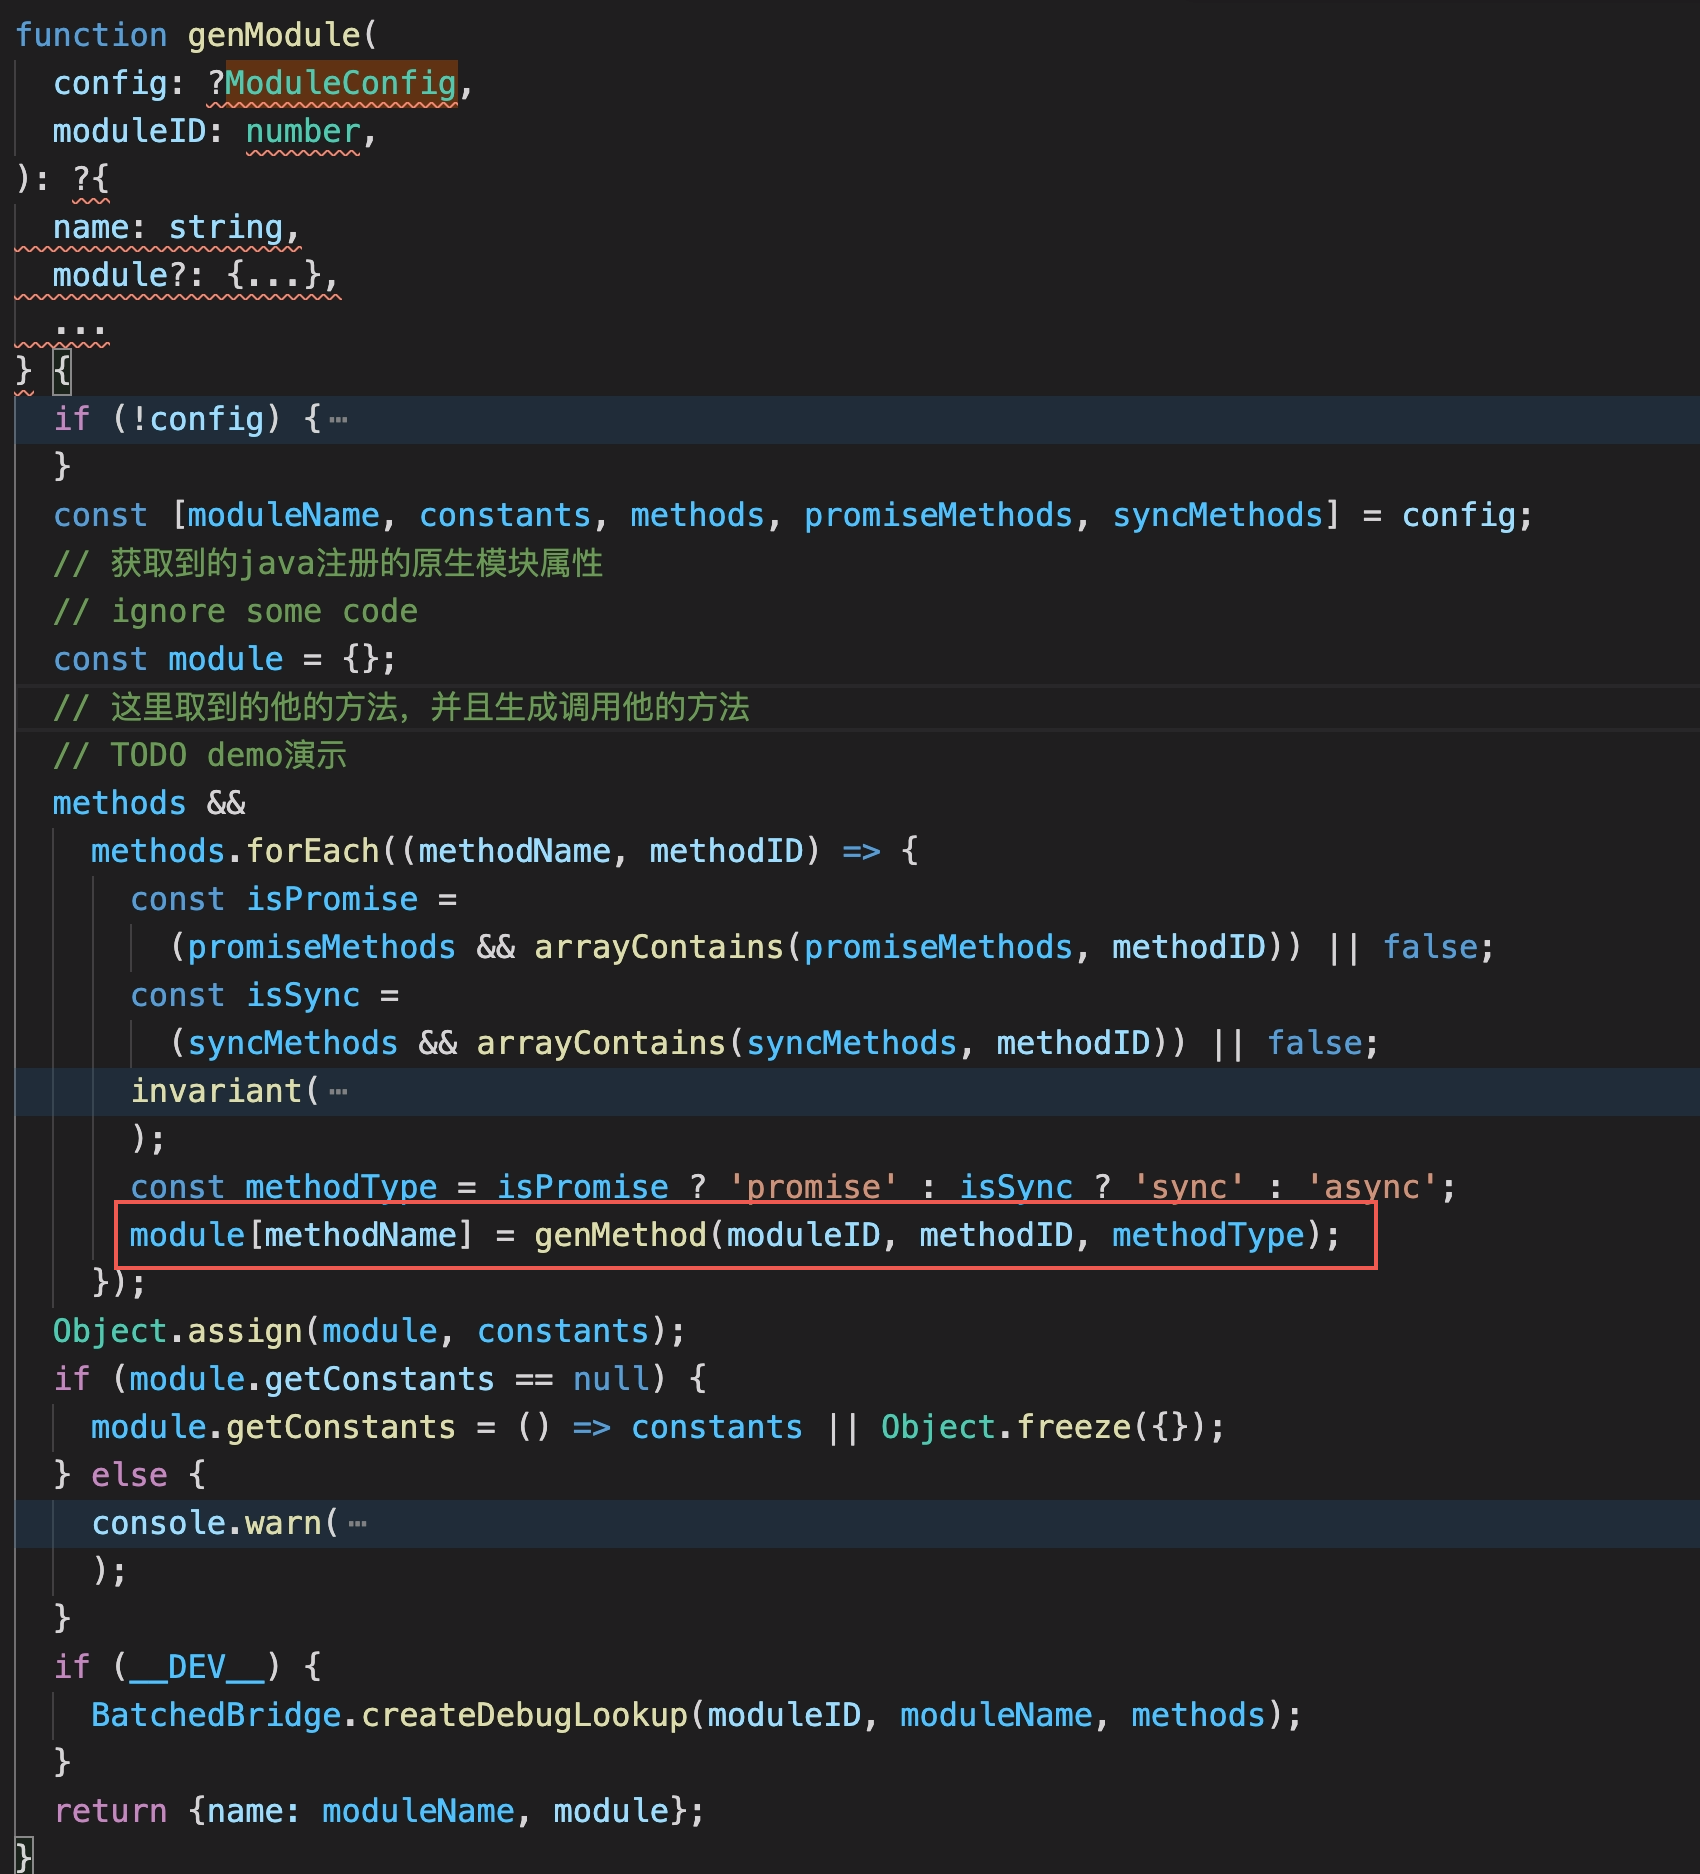 function genModule(
  config: ?ModuleConfig,
  moduleID: number,
): ?{
  name: string,
  module?: {...},
  ...
} {
  if (!config) {⋯
  }
  const [moduleName, constants, methods, promiseMethods, syncMethods] = config;
  // 获取到的java注册的原生模块属性
  // ignore some code
  const module = {};
  // 这里取到的他的方法，并且生成调用他的方法
  // TODO demo演示
  methods &&
    methods.forEach((methodName, methodID) => {
      const isPromise =
        (promiseMethods && arrayContains(promiseMethods, methodID)) || false;
      const isSync =
        (syncMethods && arrayContains(syncMethods, methodID)) || false;
      invariant(⋯
      );
      const methodType = isPromise ? 'promise' : isSync ? 'sync' : 'async';
      module[methodName] = genMethod(moduleID, methodID, methodType);
    });
  Object.assign(module, constants);
  if (module.getConstants == null) {
    module.getConstants = () => constants || Object.freeze({});
  } else {
    console.warn(⋯
    );
  }
  if (__DEV__) {
    BatchedBridge.createDebugLookup(moduleID, moduleName, methods);
  }
  return {name: moduleName, module};
}